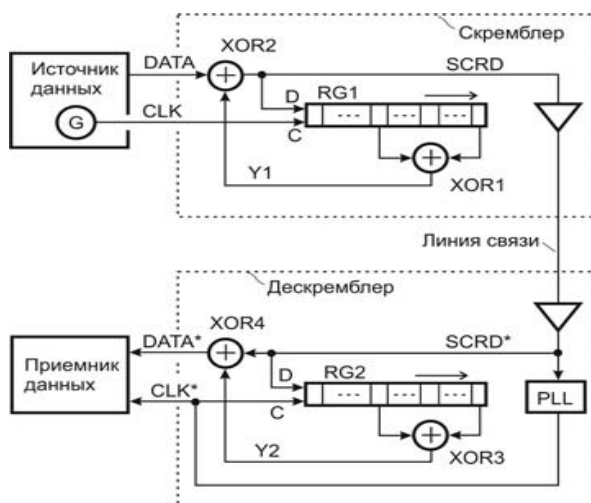 Скремблер
XOR2
DATA
SCRD
Источник
данных
RG1
D
CLK
G
C
Y1
XOR1
Линия связи
Дескремблер
XOR4
DATA*
SCRD*
Приемник
данных
RG2
D
CLK*
C
PLL
Y2
XOR3